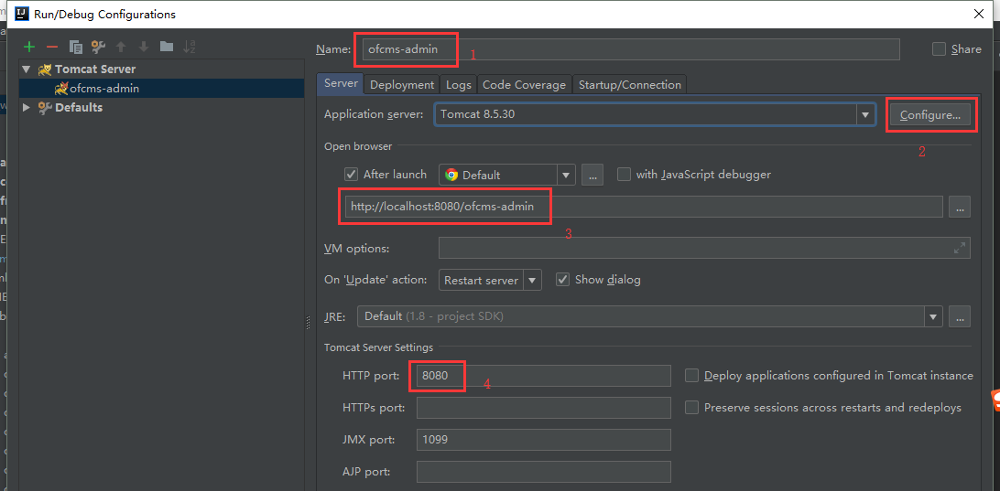 Run/Debug Configurations
Name: ofcms-admin 1 Share
Tomcat Server
ofcms-admin
Defaults
Server Deployment Logs Code Coverage Startup/Connection
Application server: Tomcat 8.5.30 Configure...
2
Open browser
After launch Default ... with JavaScript debugger
http://localhost:8080/ofcms-admin ...
3
VM options:
On 'Update' action: Restart server Show dialog
JRE: Default (1.8 - project SDK) ...
Tomcat Server Settings
HTTP port: 8080 4 Deploy applications configured in Tomcat instance
HTTPs port: Preserve sessions across restarts and redeploys
JMX port: 1099
AJP port: